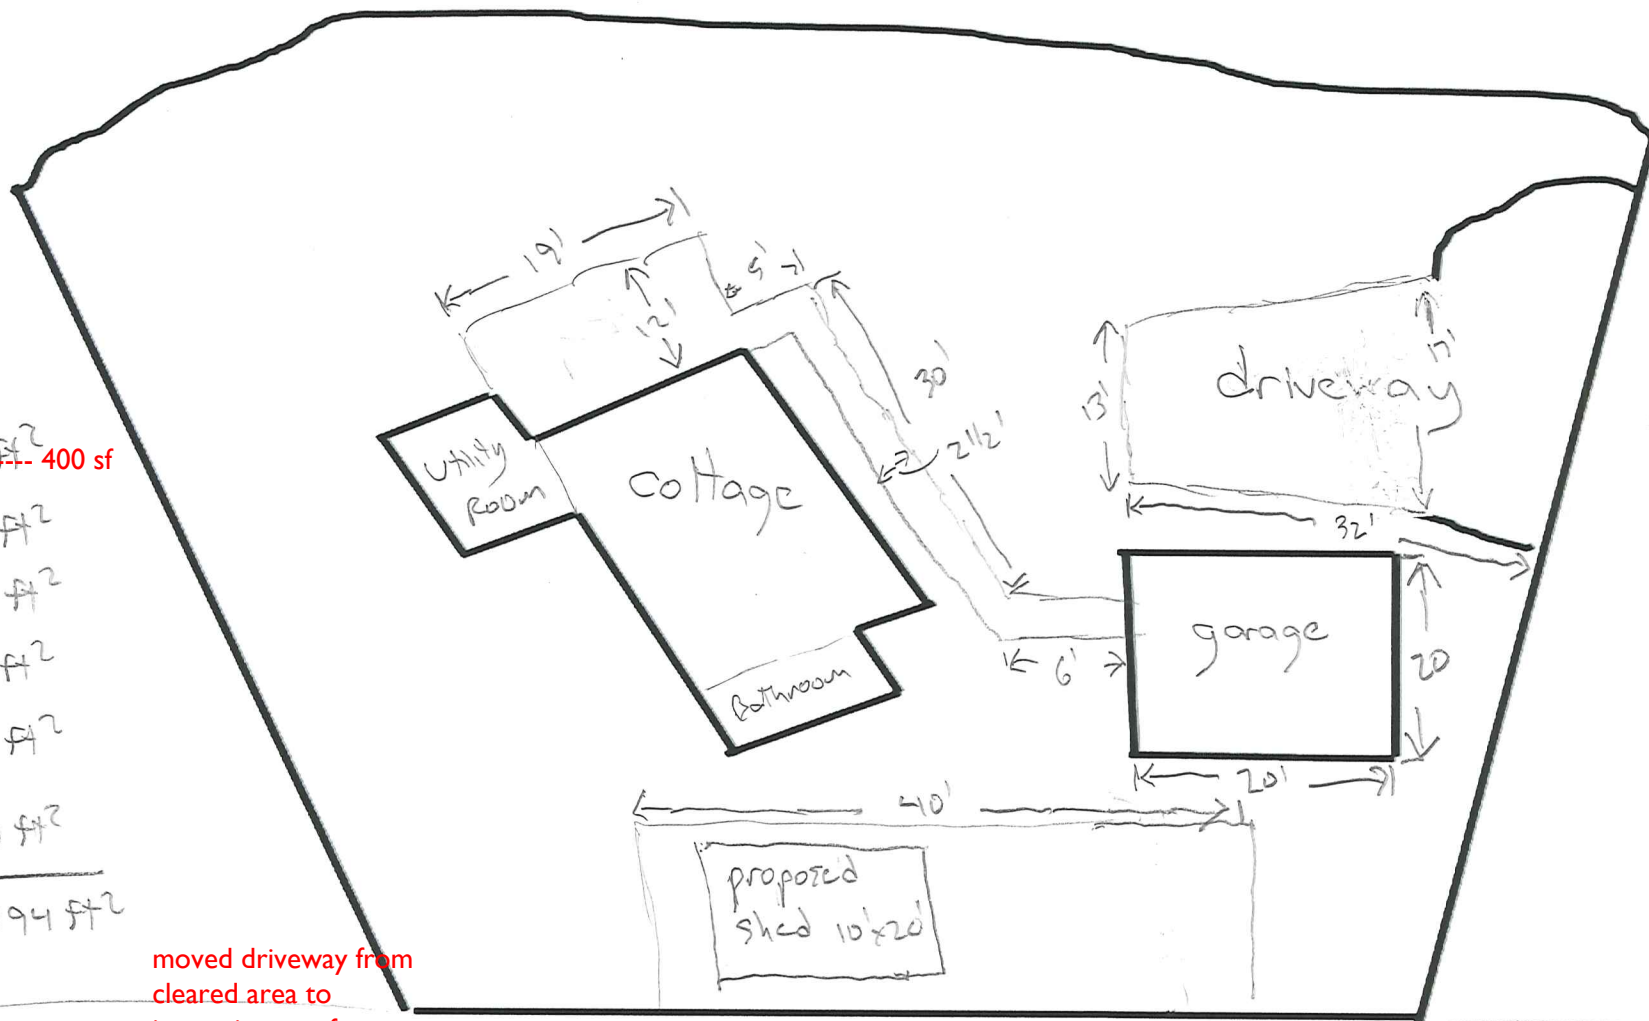 19'
5'
12'
30'
2 1/2'
driveway
13'
17'
32'
Utility
Room
Cottage
Bathroom
6'
garage
20
20'
40'
proposed
shed 10'x20'
ft2
--- 400 sf
ft2
ft2
ft2
ft2
ft2
94 ft2
moved driveway from
cleared area to